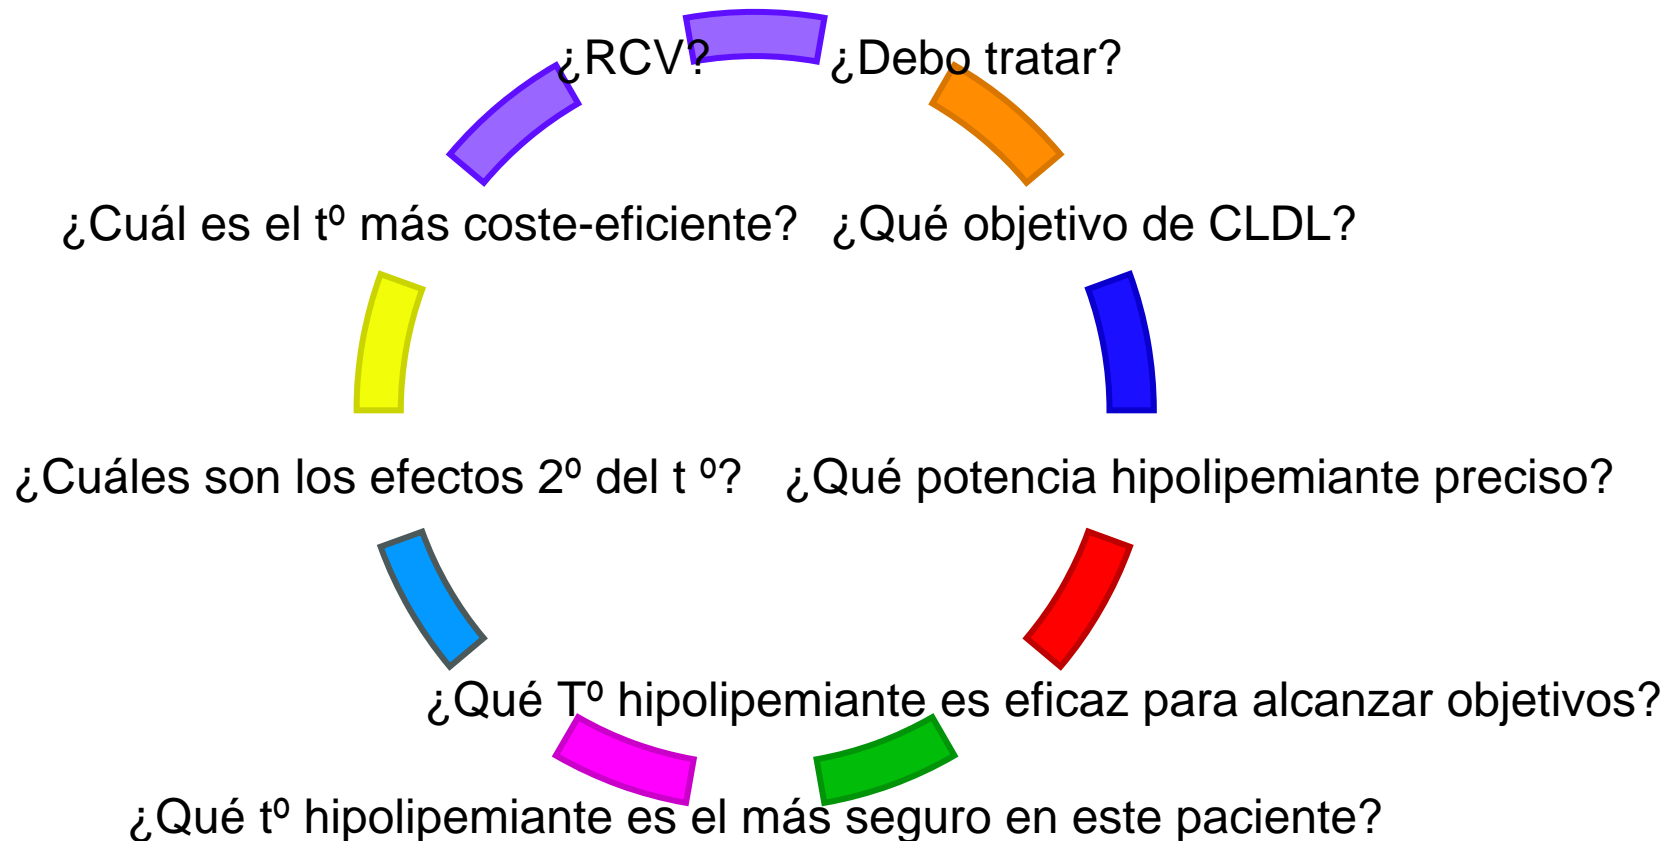 ¿RCV?
¿Debo tratar?
¿Cuál es el tº más coste-eficiente?
¿Qué objetivo de CLDL?
¿Cuáles son los efectos 2º del t º?
¿Qué potencia hipolipemiante preciso?
¿Qué Tº hipolipemiante es eficaz para alcanzar objetivos?
¿Qué tº hipolipemiante es el más seguro en este paciente?